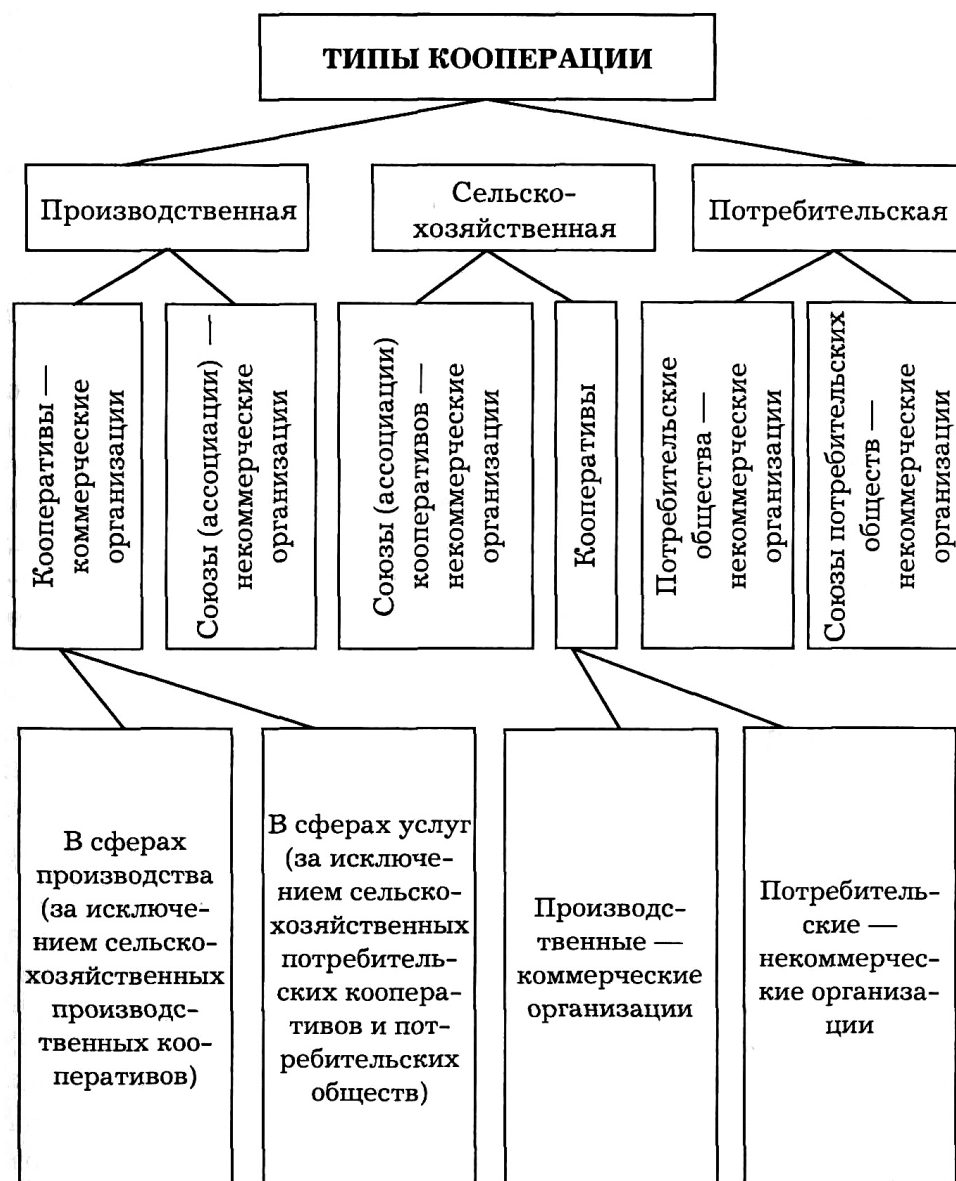 ТИПЫ КООПЕРАЦИИ
Производственная
Сельско-
хозяйственная
Потребительская
Кооперативы —
коммерческие
организации
Союзы (ассоциации) —
некоммерческие
организации
Союзы (ассоциации)
кооперативов —
некоммерческие
организации
Кооперативы
Потребительские
общества —
некоммерческие
организации
Союзы потребительских
обществ —
некоммерческие
организации
В сферах
производства
(за исключе-
нием сельско-
хозяйственных
производс-
твенных коо-
перативов)
В сферах услуг
(за исключе-
нием сельско-
хозяйственных
потребитель-
ских коопера-
тивов и пот-
ребительских
обществ)
Производс-
твенные —
коммерческие
организации
Потребитель-
ские —
некоммерчес-
кие организа-
ции